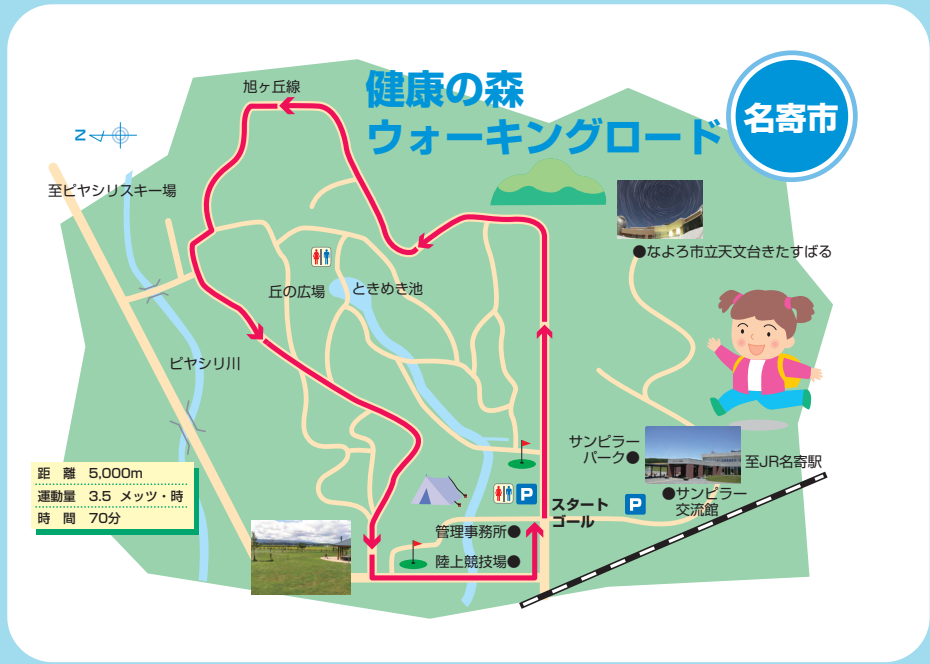 健康の森
ウォーキングロード
名寄市
旭ヶ丘線
N
至ピヤシリスキー場
●なよろ市立天文台きたすばる
丘の広場
ときめき池
ピヤシリ川
サンピラー
パーク●
至JR名寄駅
●サンピラー
交流館
距　離　5,000m
運動量　3.5 メッツ・時
時　間　70分
P
スタート
ゴール
P
管理事務所●
陸上競技場●